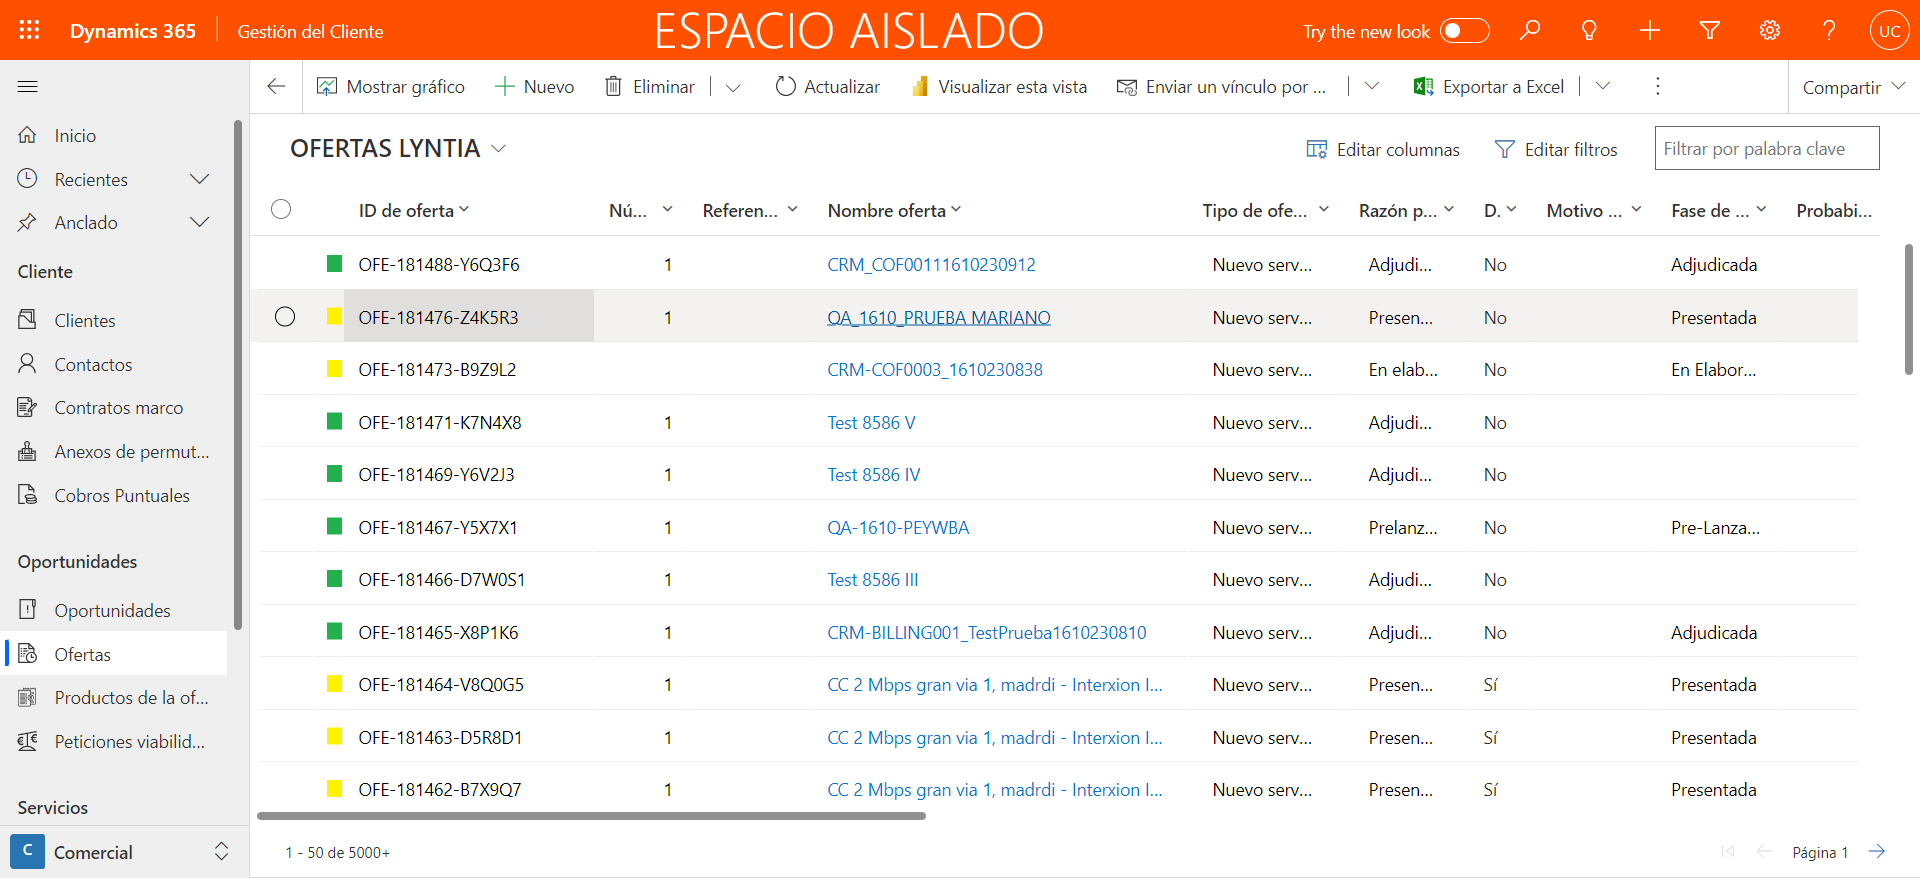 Dynamics 365
Gestión del Cliente
ESPACIO AISLADO
Try the new look
UC
Mostrar gráfico
Nuevo
Eliminar
Actualizar
Visualizar esta vista
Enviar un vínculo por ...
Exportar a Excel
Compartir
Inicio
Recientes
Anclado
Cliente
Clientes
Contactos
Contratos marco
Anexos de permut...
Cobros Puntuales
Oportunidades
Oportunidades
Ofertas
Productos de la of...
Peticiones viabilid...
Servicios
C Comercial
OFERTAS LYNTIA
Editar columnas
Editar filtros
Filtrar por palabra clave
ID de oferta Nú... Referen... Nombre oferta Tipo de ofe... Razón p... D. Motivo ... Fase de ... Probabi...
OFE-181488-Y6Q3F6 1 CRM_COF00111610230912 Nuevo serv... Adjudi... No Adjudicada
OFE-181476-Z4K5R3 1 QA_1610_PRUEBA MARIANO Nuevo serv... Presen... No Presentada
OFE-181473-B9Z9L2 CRM-COF0003_1610230838 Nuevo serv... En elab... No En Elabor...
OFE-181471-K7N4X8 1 Test 8586 V Nuevo serv... Adjudi... No
OFE-181469-Y6V2J3 1 Test 8586 IV Nuevo serv... Adjudi... No
OFE-181467-Y5X7X1 1 QA-1610-PEYWBA Nuevo serv... Prelanz... No Pre-Lanza...
OFE-181466-D7W0S1 1 Test 8586 III Nuevo serv... Adjudi... No
OFE-181465-X8P1K6 1 CRM-BILLING001_TestPrueba1610230810 Nuevo serv... Adjudi... No Adjudicada
OFE-181464-V8Q0G5 1 CC 2 Mbps gran via 1, madrdi - Interxion I... Nuevo serv... Presen... Sí Presentada
OFE-181463-D5R8D1 1 CC 2 Mbps gran via 1, madrdi - Interxion I... Nuevo serv... Presen... Sí Presentada
OFE-181462-B7X9Q7 1 CC 2 Mbps gran via 1, madrdi - Interxion I... Nuevo serv... Presen... Sí Presentada
1 - 50 de 5000+
Página 1